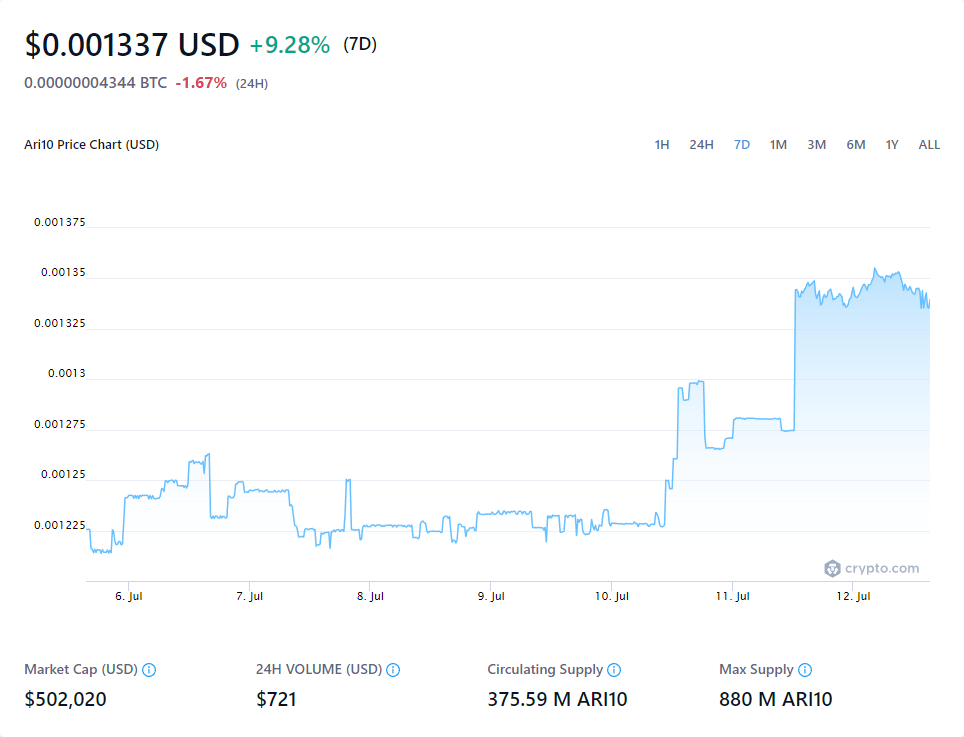 $0.001337 USD +9.28% (7D)
0.00000004344 BTC -1.67% (24H)
Ari10 Price Chart (USD)
1H 24H 7D 1M 3M 6M 1Y ALL
0.001375
0.00135
0.001325
0.0013
0.001275
0.00125
0.001225
crypto.com
6. Jul 7. Jul 8. Jul 9. Jul 10. Jul 11. Jul 12. Jul
Market Cap (USD) 24H VOLUME (USD) Circulating Supply Max Supply
$502,020 $721 375.59 M ARI10 880 M ARI10